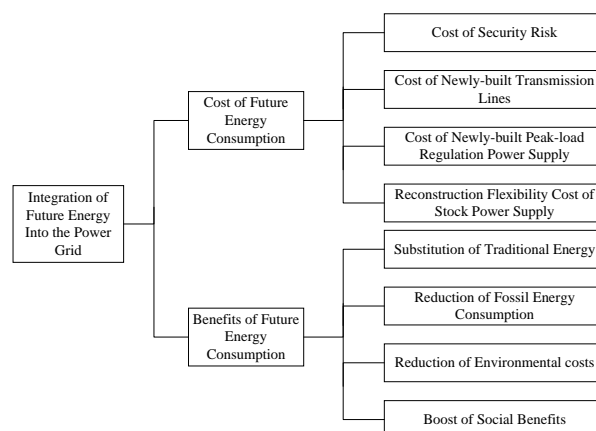 Integration of
Future Energy
Into the Power
Grid
Cost of Future
Energy
Consumption
Cost of Security Risk
Cost of Newly-built Transmission
Lines
Cost of Newly-built Peak-load
Regulation Power Supply
Reconstruction Flexibility Cost of
Stock Power Supply
Benefits of Future
Energy
Consumption
Substitution of Traditional Energy
Reduction of Fossil Energy
Consumption
Reduction of Environmental costs
Boost of Social Benefits